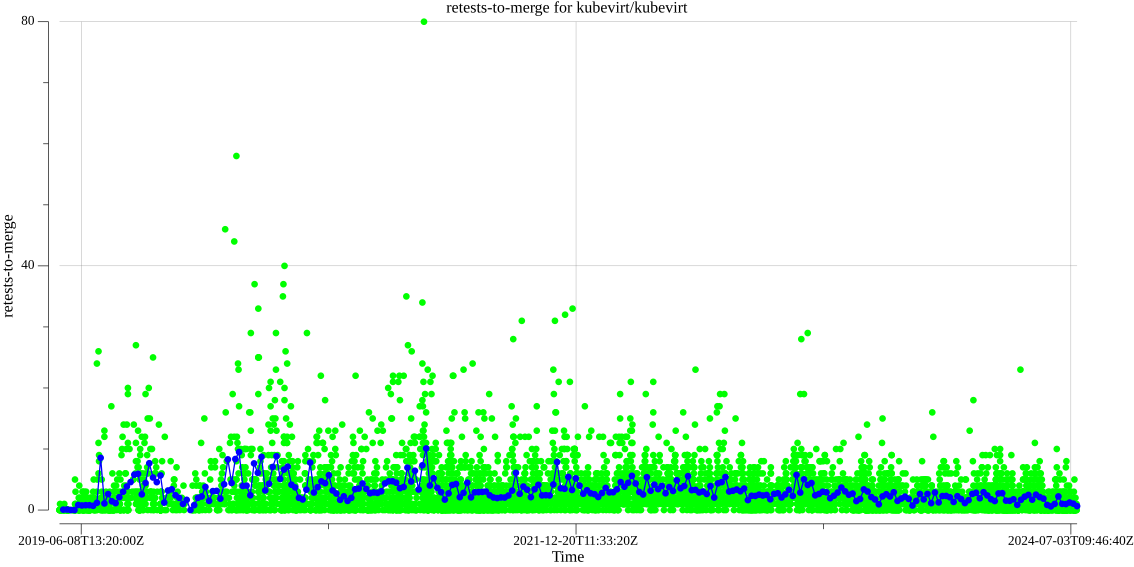 retests-to-merge for kubevirt/kubevirt
80
40
0
retests-to-merge
2019-06-08T13:20:00Z
2021-12-20T11:33:20Z
2024-07-03T09:46:40Z
Time